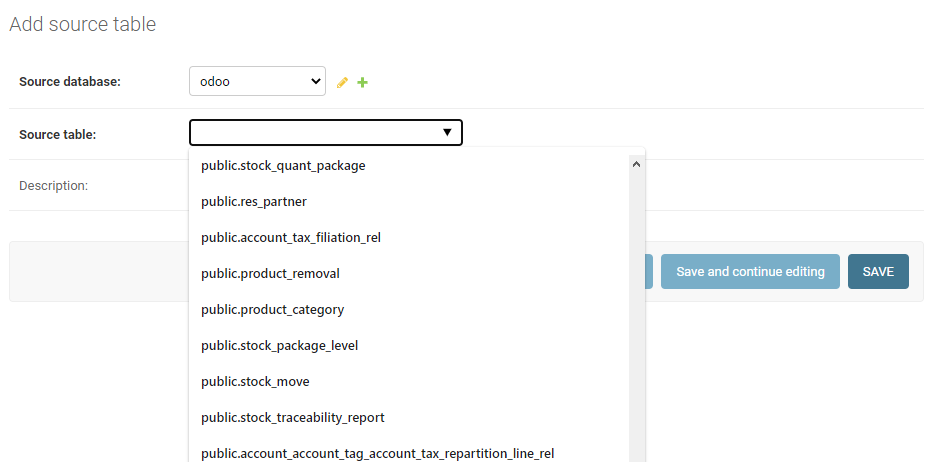 Add source table
Source database:
odoo
Source table:
public.stock_quant_package
public.res_partner
Description:
public.account_tax_filiation_rel
public.product_removal
Save and continue editing
SAVE
public.product_category
public.stock_package_level
public.stock_move
public.stock_traceability_report
public.account_account_tag_account_tax_repartition_line_rel